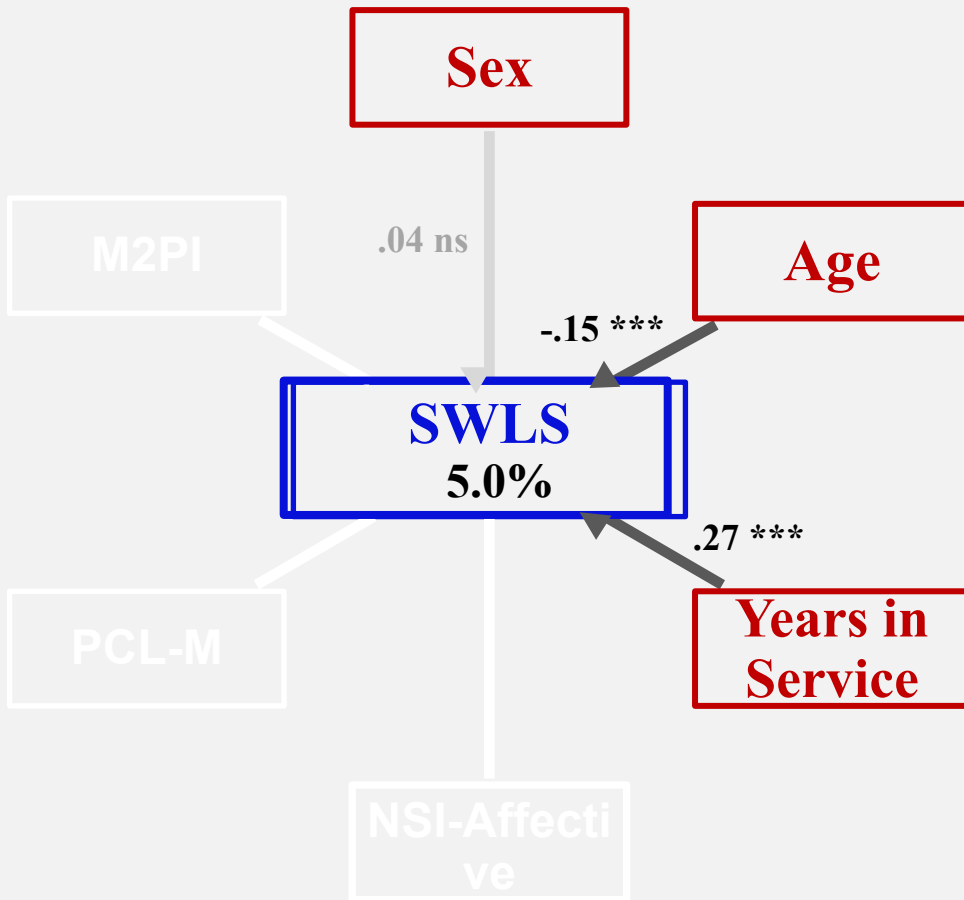 Sex
.04 ns
M2PI
Age
-.15 ***
SWLS
5.0%
.27 ***
PCL-M
Years in
Service
NSI-Affecti
ve